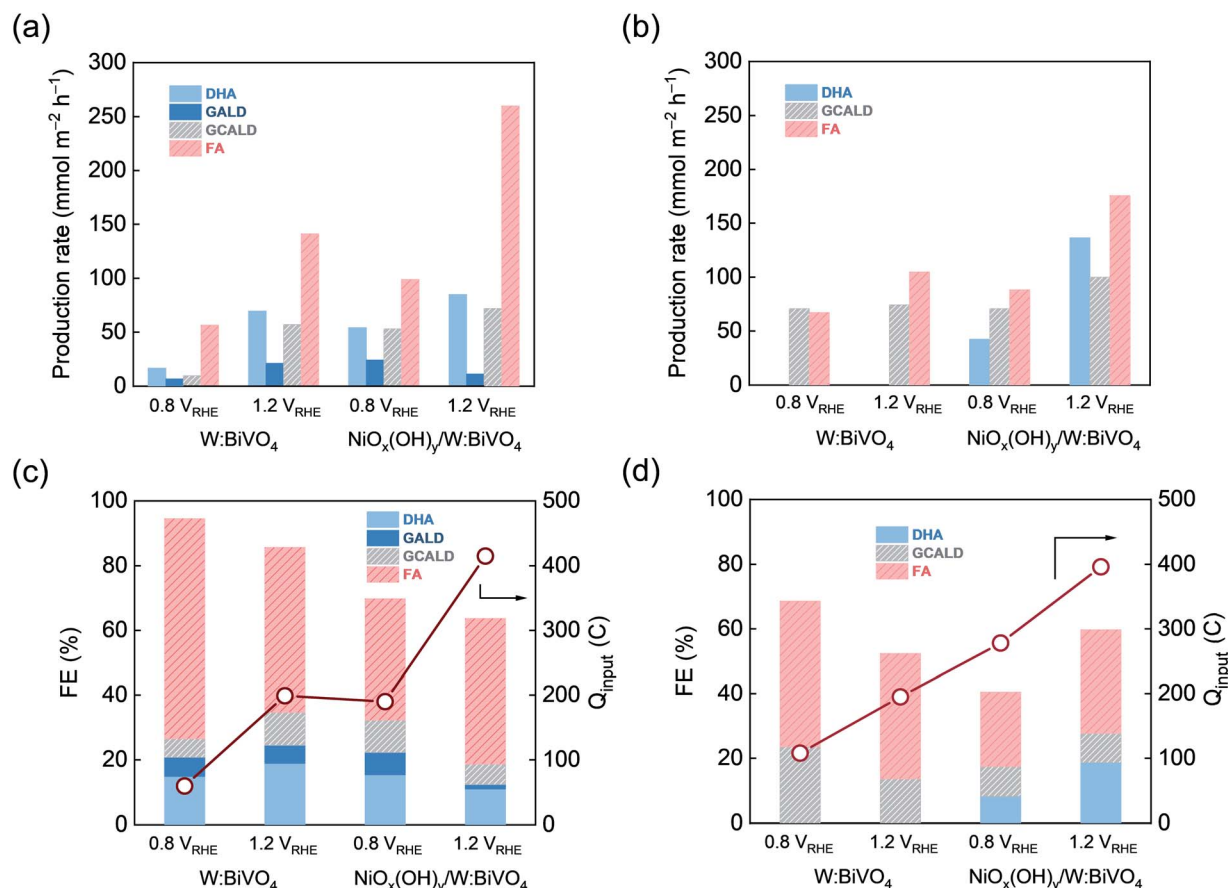 (a)
300
250
200
150
100
50
0
Production rate (mmol m⁻² h⁻¹)
DHA
GALD
GCALD
FA
0.8 V_RHE 1.2 V_RHE 0.8 V_RHE 1.2 V_RHE
W:BiVO₄ NiOₓ(OH)ᵧ/W:BiVO₄
(b)
300
250
200
150
100
50
0
Production rate (mmol m⁻² h⁻¹)
DHA
GCALD
FA
0.8 V_RHE 1.2 V_RHE 0.8 V_RHE 1.2 V_RHE
W:BiVO₄ NiOₓ(OH)ᵧ/W:BiVO₄
(c)
100
80
60
40
20
0
FE (%)
DHA
GALD
GCALD
FA
500
400
300
200
100
0
Q_input (C)
0.8 V_RHE 1.2 V_RHE 0.8 V_RHE 1.2 V_RHE
W:BiVO₄ NiOₓ(OH)ᵧ/W:BiVO₄
(d)
100
80
60
40
20
0
FE (%)
DHA
GCALD
FA
500
400
300
200
100
0
Q_input (C)
0.8 V_RHE 1.2 V_RHE 0.8 V_RHE 1.2 V_RHE
W:BiVO₄ NiOₓ(OH)ᵧ/W:BiVO₄